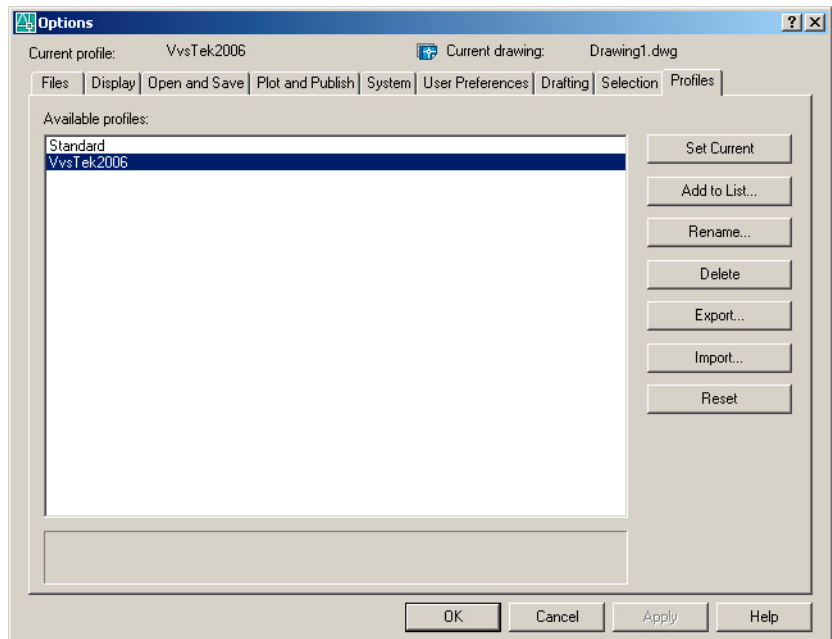 Options
Current profile: VvsTek2006 Current drawing: Drawing1.dwg
Files Display Open and Save Plot and Publish System User Preferences Drafting Selection Profiles
Available profiles:
Standard
VvsTek2006
Set Current
Add to List...
Rename...
Delete
Export...
Import...
Reset
OK Cancel Apply Help